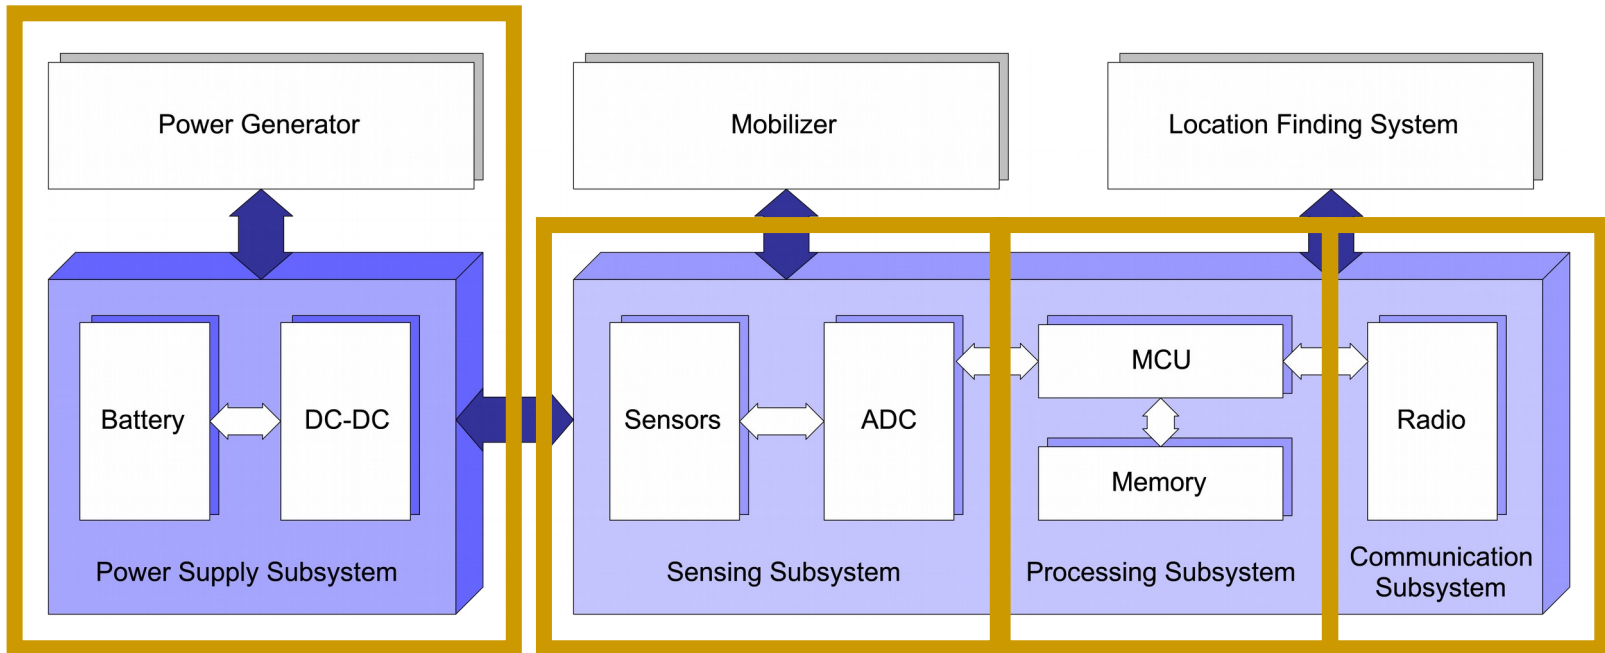 Power Generator
Mobilizer
Location Finding System
Battery
DC-DC
Sensors
ADC
MCU
Memory
Radio
Power Supply Subsystem
Sensing Subsystem
Processing Subsystem
Communication
Subsystem